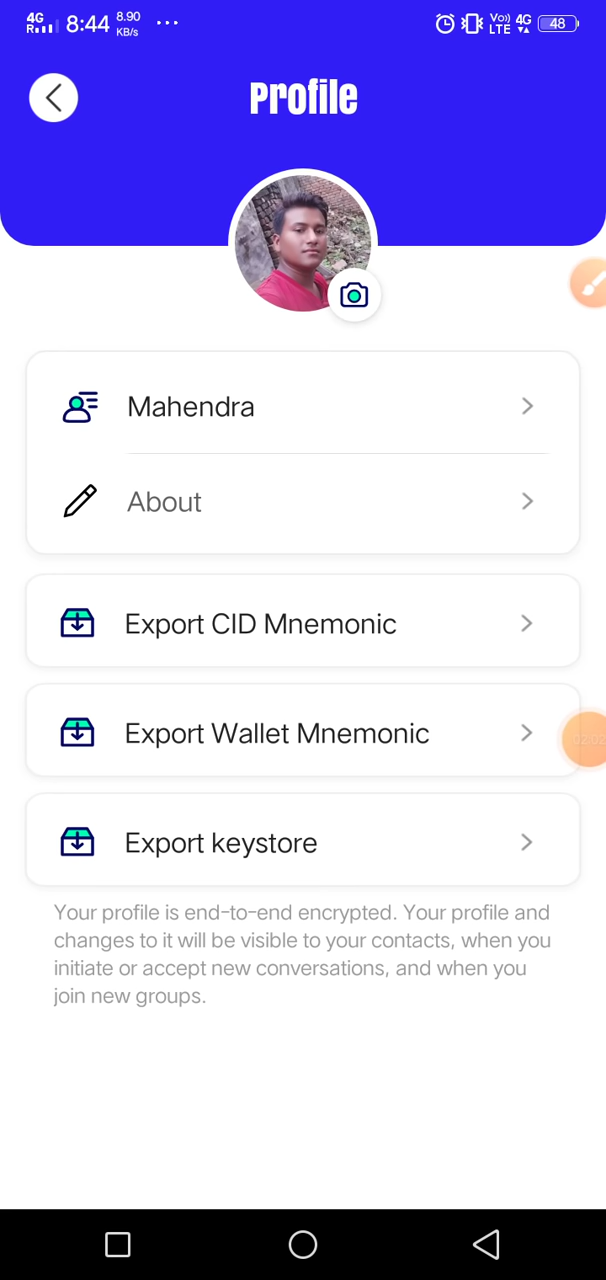 4G
R
8:44
8.90
KB/s
...
Vo))
LTE
4G
48
Profile
Mahendra
About
Export CID Mnemonic
Export Wallet Mnemonic
02:02
Export keystore
Your profile is end-to-end encrypted. Your profile and
changes to it will be visible to your contacts, when you
initiate or accept new conversations, and when you
join new groups.